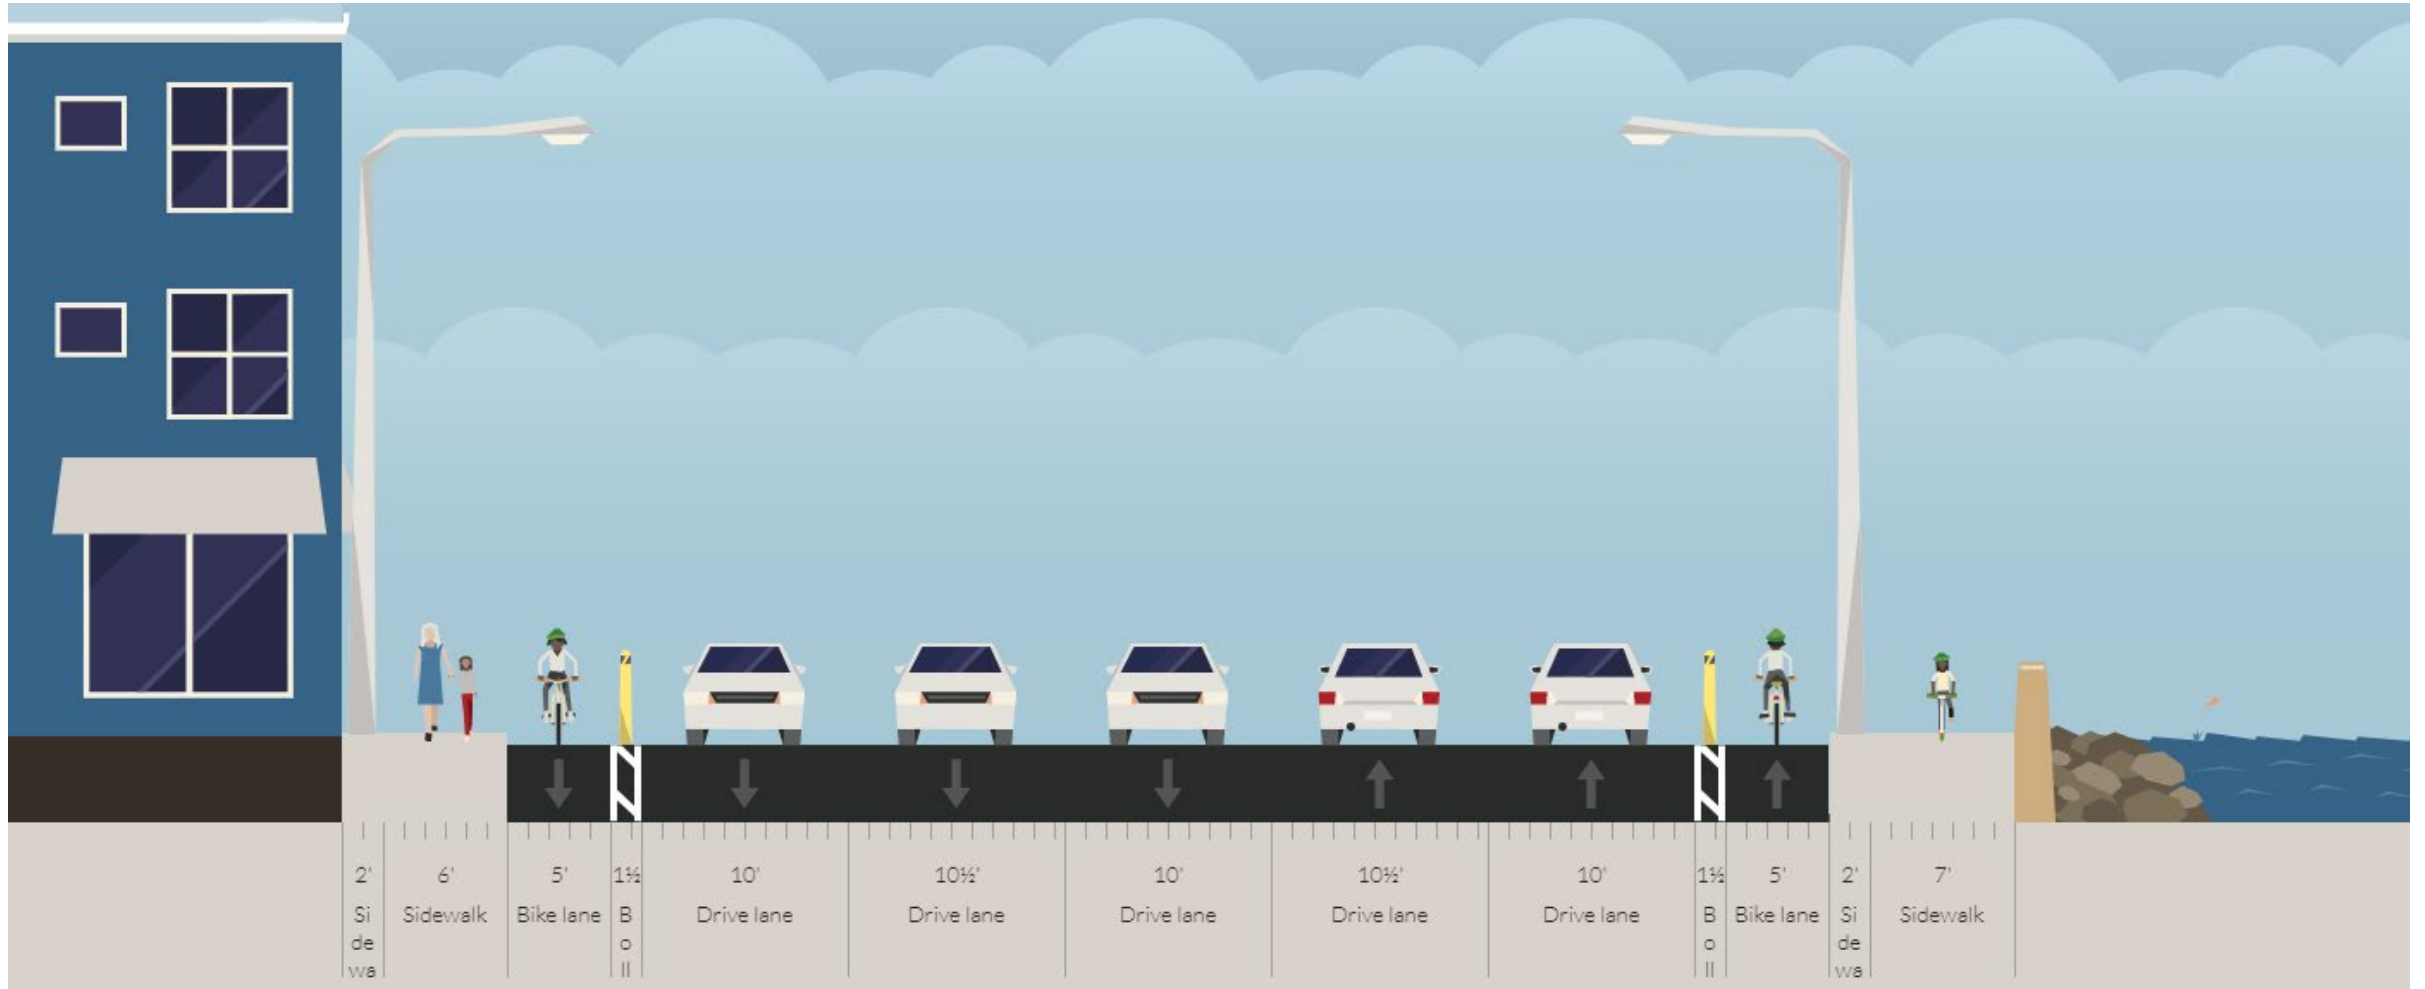 2' 6' 5' 1½ 10' 10½' 10' 10½' 10' 1½ 5' 2' 7'
Si Sidewalk Bike lane B Drive lane Drive lane Drive lane Drive lane Drive lane B Bike lane Si Sidewalk
de o o de
wa ll ll wa